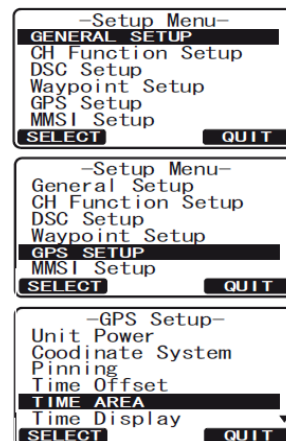 -Setup Menu-
GENERAL SETUP
CH Function Setup
DSC Setup
Waypoint Setup
GPS Setup
MMSI Setup
SELECT QUIT
-Setup Menu-
General Setup
CH Function Setup
DSC Setup
Waypoint Setup
GPS SETUP
MMSI Setup
SELECT QUIT
-GPS Setup-
Unit Power
Coodinate System
Pinning
Time Offset
TIME AREA
Time Display
SELECT QUIT